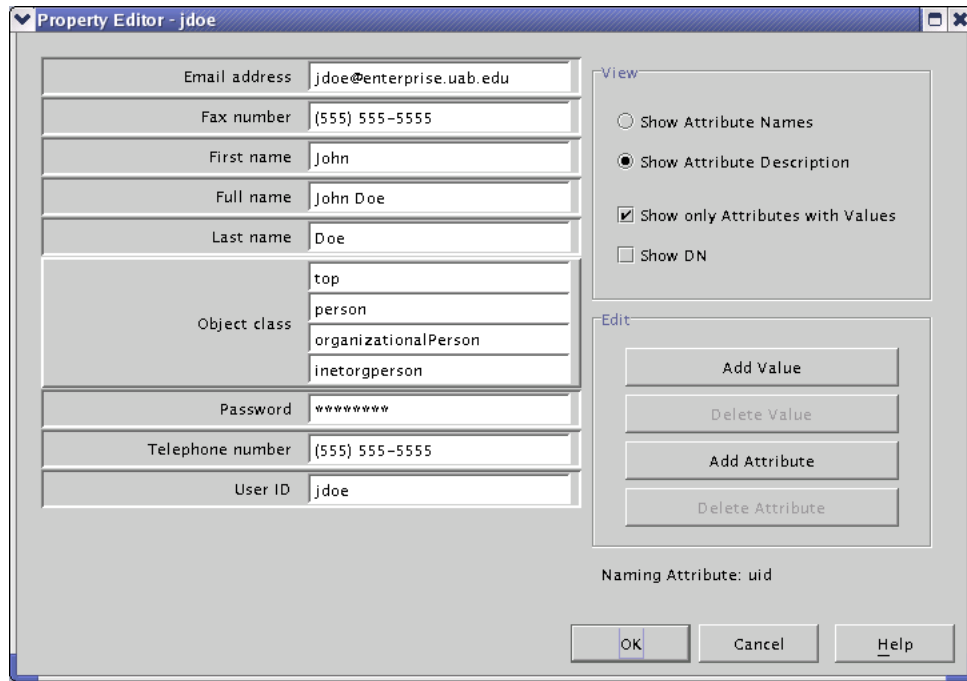 Property Editor - jdoe
Email address jdoe@enterprise.uab.edu
Fax number (555) 555-5555
First name John
Full name John Doe
Last name Doe
Object class
top
person
organizationalPerson
inetorgperson
Password ********
Telephone number (555) 555-5555
User ID jdoe
View
Show Attribute Names
Show Attribute Description
Show only Attributes with Values
Show DN
Edit
Add Value
Delete Value
Add Attribute
Delete Attribute
Naming Attribute: uid
OK Cancel Help